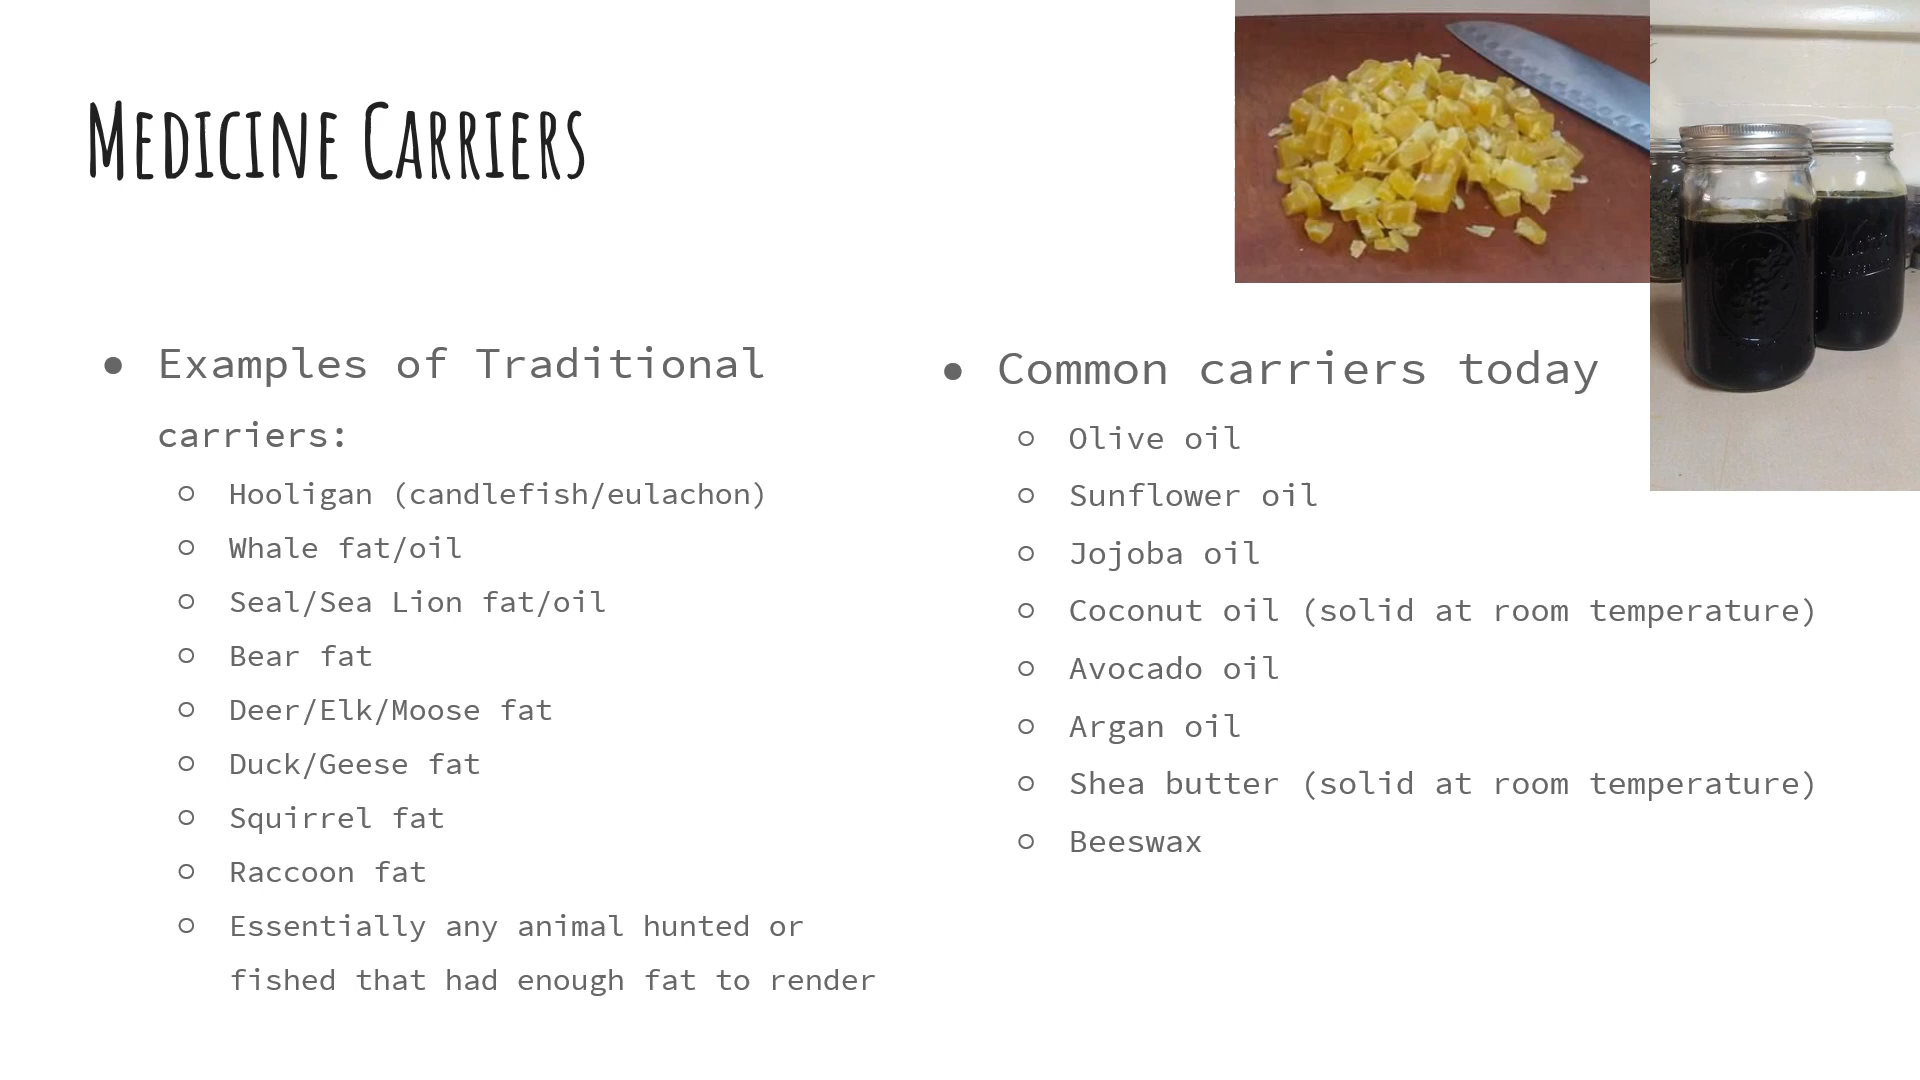 Medicine Carriers
● Examples of Traditional
carriers:
○ Hooligan (candlefish/eulachon)
○ Whale fat/oil
○ Seal/Sea Lion fat/oil
○ Bear fat
○ Deer/Elk/Moose fat
○ Duck/Geese fat
○ Squirrel fat
○ Raccoon fat
○ Essentially any animal hunted or
fished that had enough fat to render
● Common carriers today
○ Olive oil
○ Sunflower oil
○ Jojoba oil
○ Coconut oil (solid at room temperature)
○ Avocado oil
○ Argan oil
○ Shea butter (solid at room temperature)
○ Beeswax